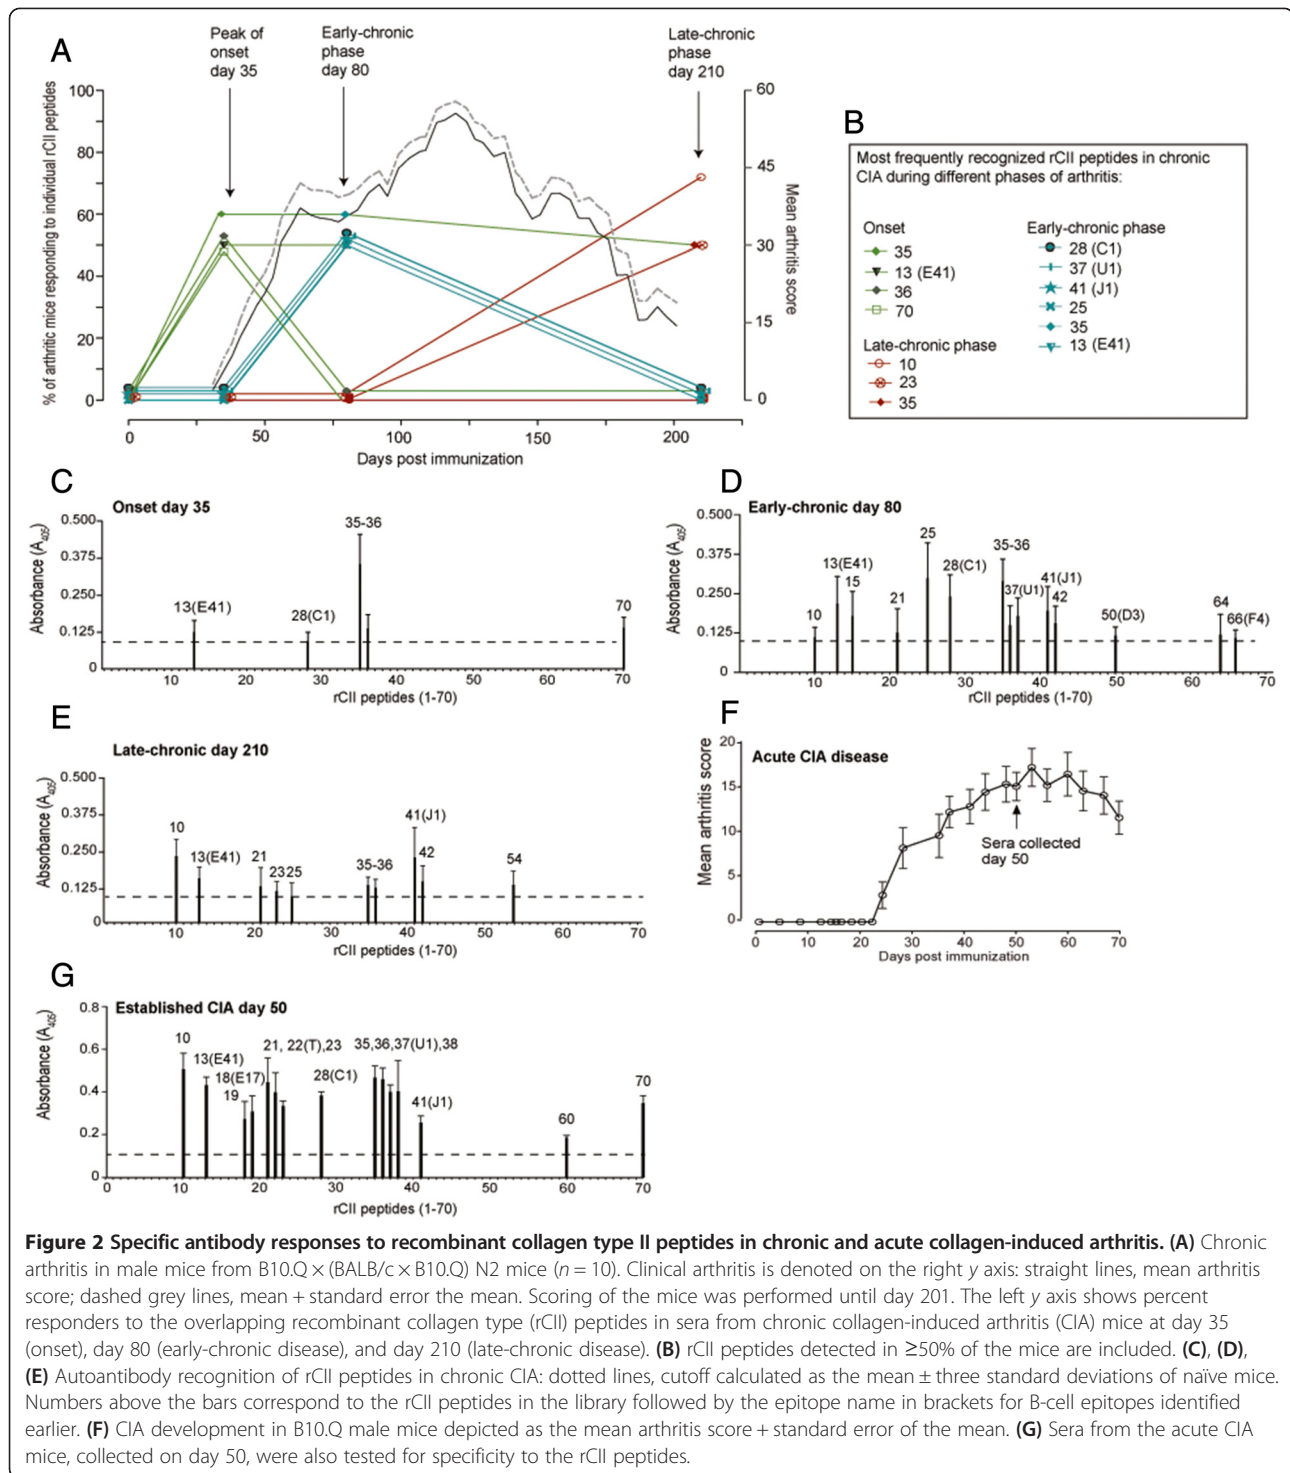 A
Peak of
onset
day 35
Early-chronic
phase
day 80
Late-chronic
phase
day 210
% of arthritic mice responding to individual rCII peptides
100
80
60
40
20
0
60
45
30
15
0
Mean arthritis score
0
50
100
150
200
Days post immunization
B
Most frequently recognized rCII peptides in chronic
CIA during different phases of arthritis:
Onset
35
13 (E41)
36
70
Late-chronic phase
10
23
35
Early-chronic phase
28 (C1)
37 (U1)
41 (J1)
25
35
13 (E41)
C
Onset day 35
Absorbance (A405)
0.500
0.375
0.250
0.125
0
13(E41)
28(C1)
35-36
70
10 20 30 40 50 60 70
rCII peptides (1-70)
D
Early-chronic day 80
Absorbance (A405)
0.500
0.375
0.250
0.125
0
10
13(E41)
15
21
25
28(C1)
35-36
37(U1)
41(J1)
42
50(D3)
64
66(F4)
10 20 30 40 50 60 70
rCII peptides (1-70)
E
Late-chronic day 210
Absorbance (A405)
0.500
0.375
0.250
0.125
0
10
13(E41)
21
23
25
35-36
41(J1)
42
54
10 20 30 40 50 60 70
rCII peptides (1-70)
F
Acute CIA disease
Mean arthritis score
20
15
10
5
0
Sera collected
day 50
0 10 20 30 40 50 60 70
Days post immunization
G
Established CIA day 50
Absorbance (A405)
0.8
0.6
0.4
0.2
0
10
13(E41)
18(E17)
19
21, 22(T),23
28(C1)
35,36,37(U1),38
41(J1)
60
70
10 20 30 40 50 60 70
rCII peptides (1-70)
Figure 2 Specific antibody responses to recombinant collagen type II peptides in chronic and acute collagen-induced arthritis. (A) Chronic
arthritis in male mice from B10.Q × (BALB/c × B10.Q) N2 mice (n = 10). Clinical arthritis is denoted on the right y axis: straight lines, mean arthritis
score; dashed grey lines, mean + standard error the mean. Scoring of the mice was performed until day 201. The left y axis shows percent
responders to the overlapping recombinant collagen type (rCII) peptides in sera from chronic collagen-induced arthritis (CIA) mice at day 35
(onset), day 80 (early-chronic disease), and day 210 (late-chronic disease). (B) rCII peptides detected in ≥50% of the mice are included. (C), (D),
(E) Autoantibody recognition of rCII peptides in chronic CIA: dotted lines, cutoff calculated as the mean ± three standard deviations of naïve mice.
Numbers above the bars correspond to the rCII peptides in the library followed by the epitope name in brackets for B-cell epitopes identified
earlier. (F) CIA development in B10.Q male mice depicted as the mean arthritis score + standard error of the mean. (G) Sera from the acute CIA
mice, collected on day 50, were also tested for specificity to the rCII peptides.